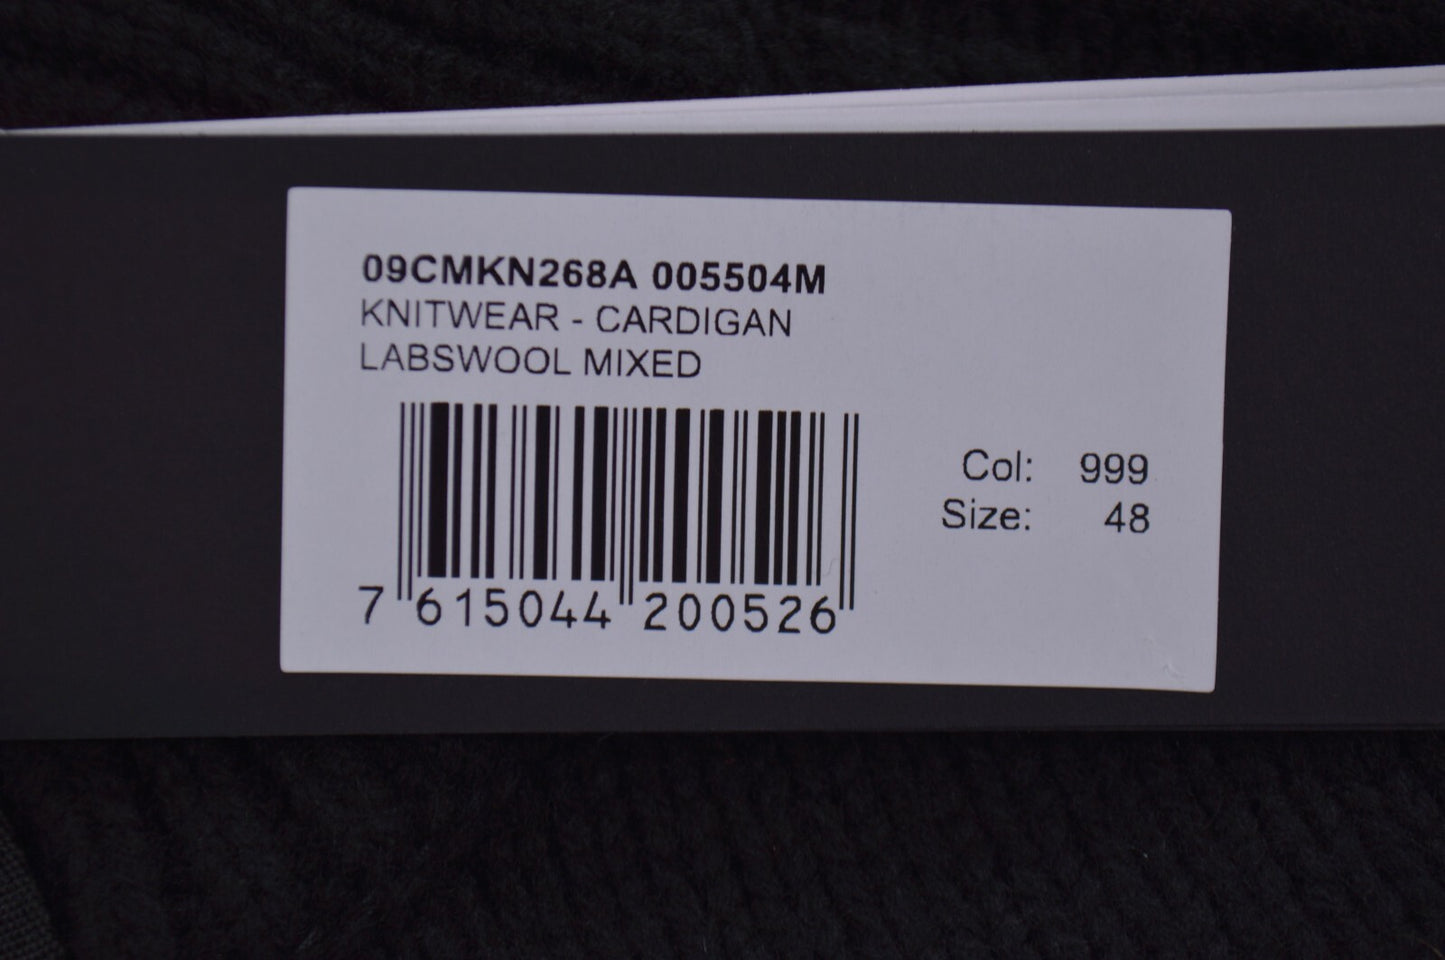 09CMKN268A 005504M
KNITWEAR - CARDIGAN
LABSWOOL MIXED
Col: 999
Size: 48
7 615044 200526